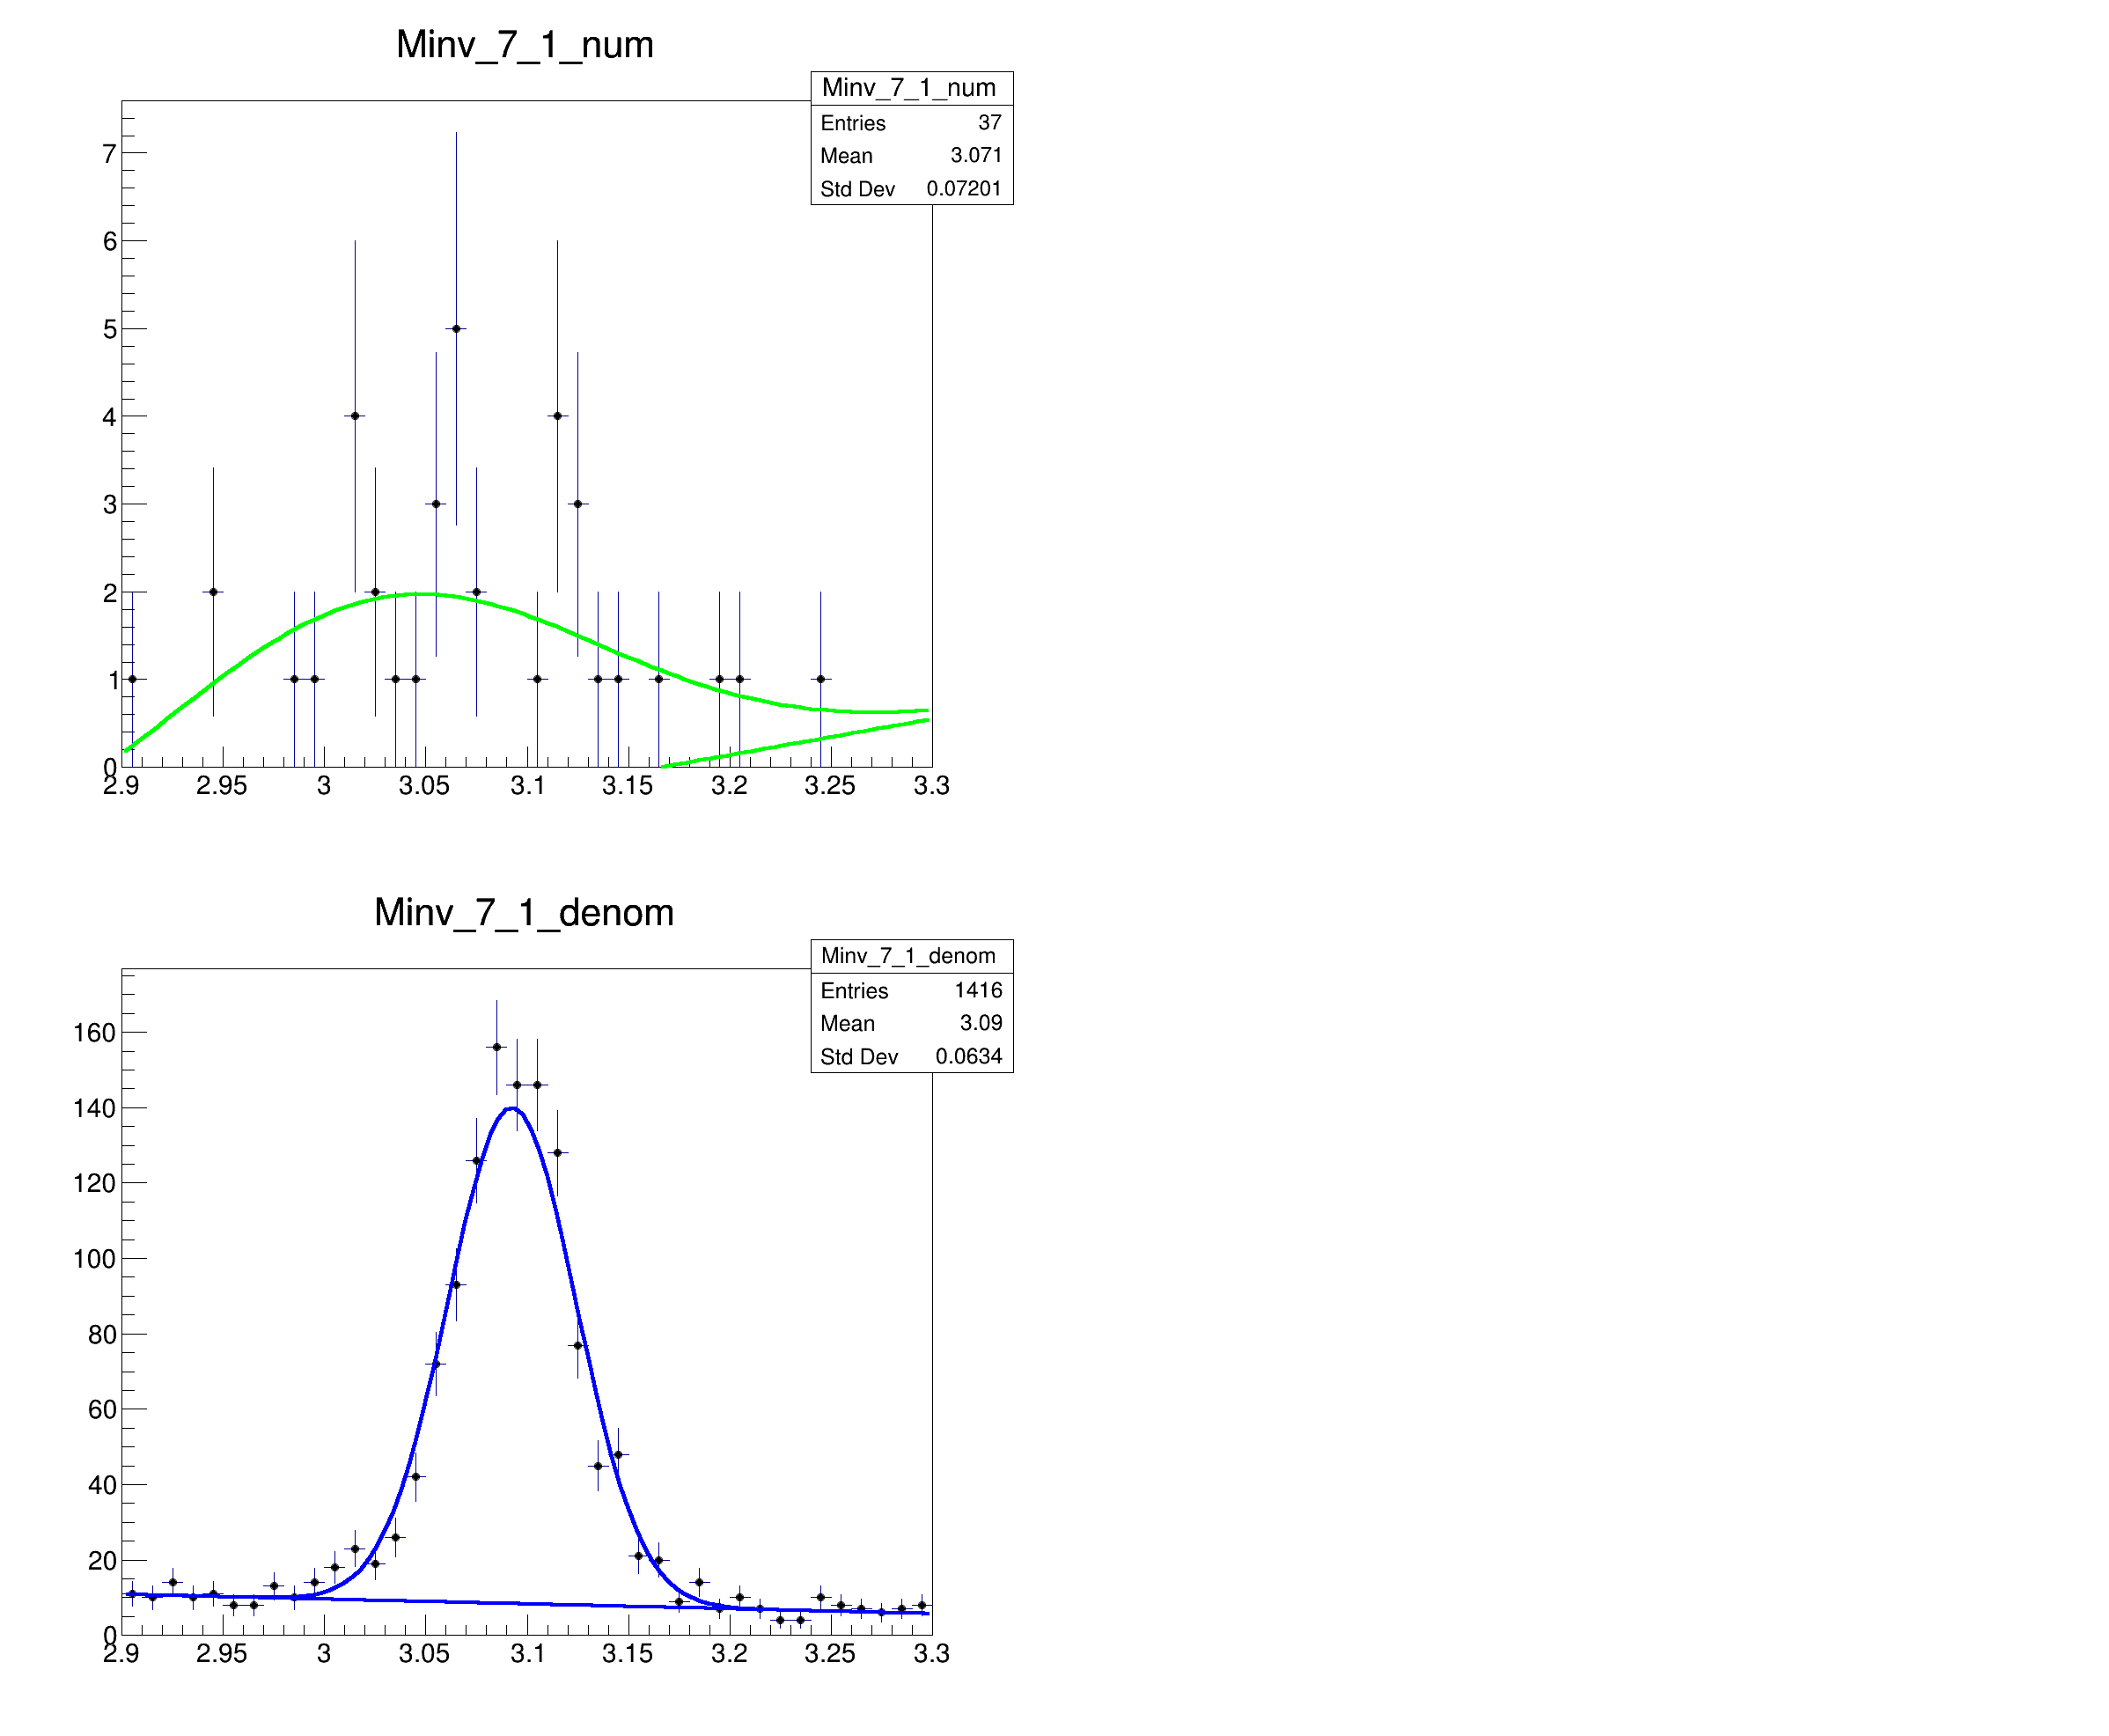 Minv_7_1_num
Minv_7_1_num
Entries 37
Mean 3.071
Std Dev 0.07201
7
6
5
4
3
2
1
0
2.9 2.95 3 3.05 3.1 3.15 3.2 3.25 3.3
Minv_7_1_denom
Minv_7_1_denom
Entries 1416
Mean 3.09
Std Dev 0.0634
160
140
120
100
80
60
40
20
0
2.9 2.95 3 3.05 3.1 3.15 3.2 3.25 3.3